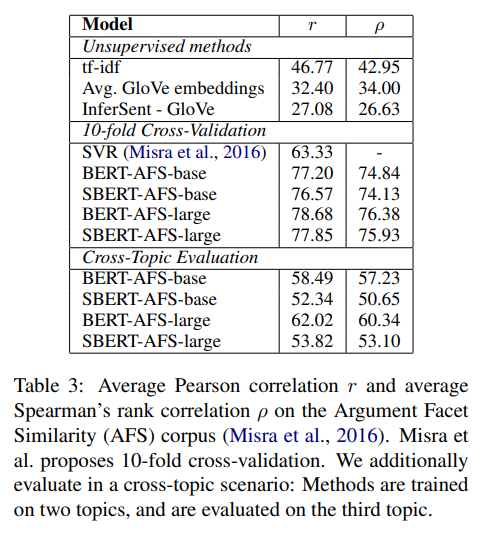 Model r ρ
Unsupervised methods
tf-idf 46.77 42.95
Avg. GloVe embeddings 32.40 34.00
InferSent - GloVe 27.08 26.63
10-fold Cross-Validation
SVR (Misra et al., 2016) 63.33 -
BERT-AFS-base 77.20 74.84
SBERT-AFS-base 76.57 74.13
BERT-AFS-large 78.68 76.38
SBERT-AFS-large 77.85 75.93
Cross-Topic Evaluation
BERT-AFS-base 58.49 57.23
SBERT-AFS-base 52.34 50.65
BERT-AFS-large 62.02 60.34
SBERT-AFS-large 53.82 53.10
Table 3: Average Pearson correlation r and average
Spearman's rank correlation ρ on the Argument Facet
Similarity (AFS) corpus (Misra et al., 2016). Misra et
al. proposes 10-fold cross-validation. We additionally
evaluate in a cross-topic scenario: Methods are trained
on two topics, and are evaluated on the third topic.